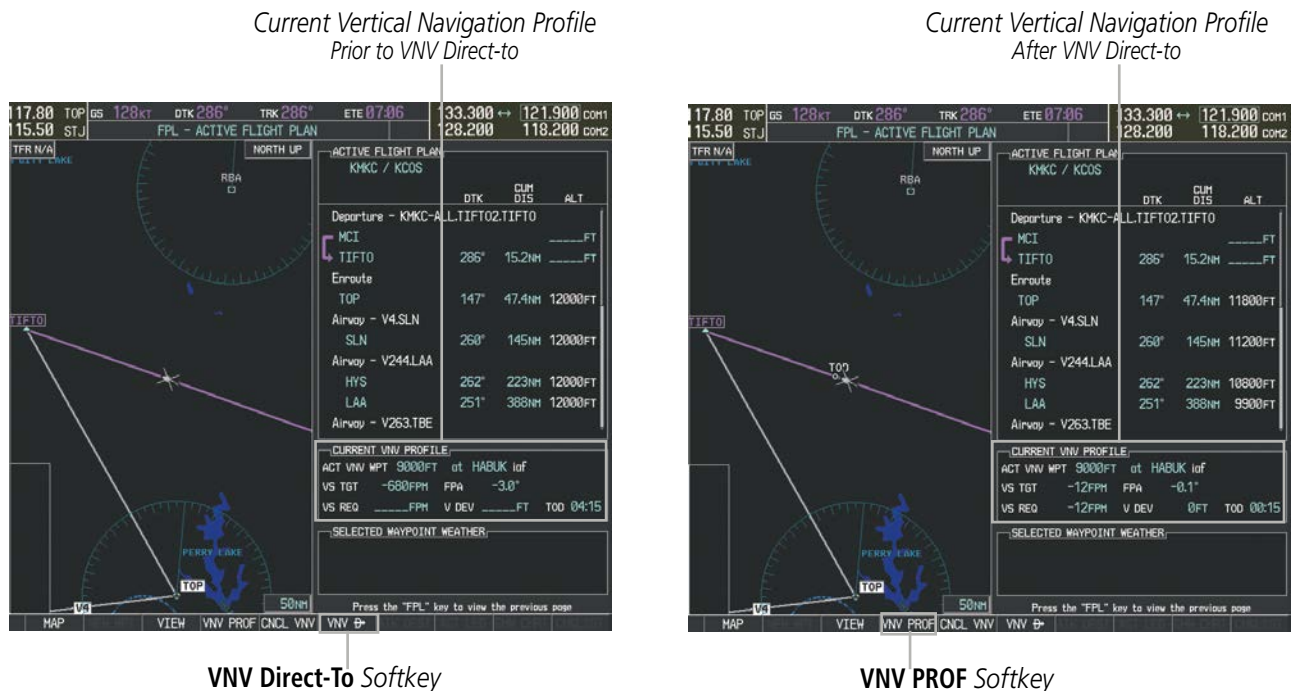 Current Vertical Navigation Profile
Prior to VNV Direct-to
117.80 TOP GS 128KT DTK 286° TRK 286° ETE 07:06 133.300 ↔ 121.900 COM1
115.50 STJ FPL – ACTIVE FLIGHT PLAN 128.200 118.200 COM2
TFR N/A
LAKE
NORTH UP
RBA
TIFTO
PERRY LAKE
TOP
V4
50NM
ACTIVE FLIGHT PLAN
KMKC / KCOS
DTK CUM DIS ALT
Departure – KMKC-ALL.TIFTO2.TIFTO
MCI _____FT
TIFTO 286° 15.2NM _____FT
Enroute
TOP 147° 47.4NM 12000FT
Airway – V4.SLN
SLN 260° 145NM 12000FT
Airway – V244.LAA
HYS 262° 223NM 12000FT
LAA 251° 388NM 12000FT
Airway – V263.TBE
CURRENT VNV PROFILE
ACT VNV WPT 9000FT at HABUK iaf
VS TGT -680FPM FPA -3.0°
VS REQ _____FPM V DEV _____FT TOD 04:15
SELECTED WAYPOINT WEATHER
Press the "FPL" key to view the previous page
MAP VIEW VNV PROF CNCL VNV VNV D→
VNV Direct-To Softkey
Current Vertical Navigation Profile
After VNV Direct-to
117.80 TOP GS 128KT DTK 286° TRK 286° ETE 07:06 133.300 ↔ 121.900 COM1
115.50 STJ FPL – ACTIVE FLIGHT PLAN 128.200 118.200 COM2
TFR N/A
LAKE
NORTH UP
RBA
TIFTO
TOD
PERRY LAKE
TOP
V4
50NM
ACTIVE FLIGHT PLAN
KMKC / KCOS
DTK CUM DIS ALT
Departure – KMKC-ALL.TIFTO2.TIFTO
MCI _____FT
TIFTO 286° 15.2NM _____FT
Enroute
TOP 147° 47.4NM 11800FT
Airway – V4.SLN
SLN 260° 145NM 11200FT
Airway – V244.LAA
HYS 262° 223NM 10800FT
LAA 251° 388NM 9900FT
Airway – V263.TBE
CURRENT VNV PROFILE
ACT VNV WPT 9000FT at HABUK iaf
VS TGT -12FPM FPA -0.1°
VS REQ -12FPM V DEV 0FT TOD 00:15
SELECTED WAYPOINT WEATHER
Press the "FPL" key to view the previous page
MAP VIEW VNV PROF CNCL VNV VNV D→
VNV PROF Softkey